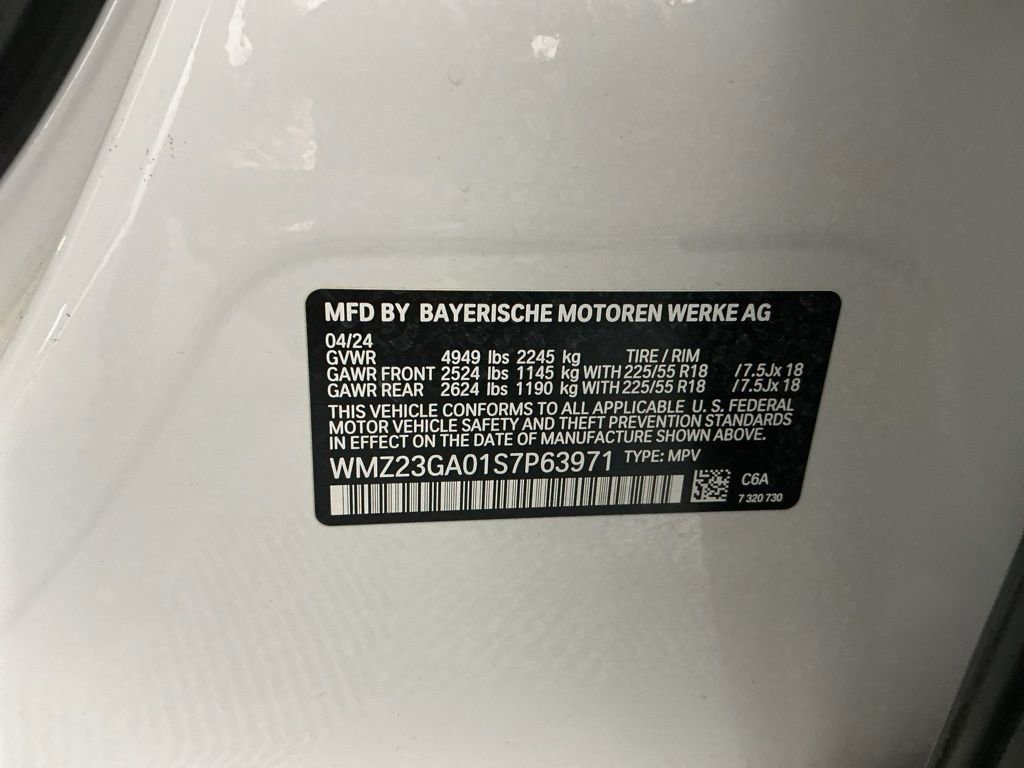 MFD BY BAYERISCHE MOTOREN WERKE AG
04/24
GVWR 4949 lbs 2245 kg TIRE / RIM
GAWR FRONT 2524 lbs 1145 kg WITH 225/55 R18 /7.5Jx 18
GAWR REAR 2624 lbs 1190 kg WITH 225/55 R18 /7.5Jx 18
THIS VEHICLE CONFORMS TO ALL APPLICABLE U. S. FEDERAL
MOTOR VEHICLE SAFETY AND THEFT PREVENTION STANDARDS
IN EFFECT ON THE DATE OF MANUFACTURE SHOWN ABOVE.
WMZ23GA01S7P63971 TYPE: MPV
C6A
7 320 730